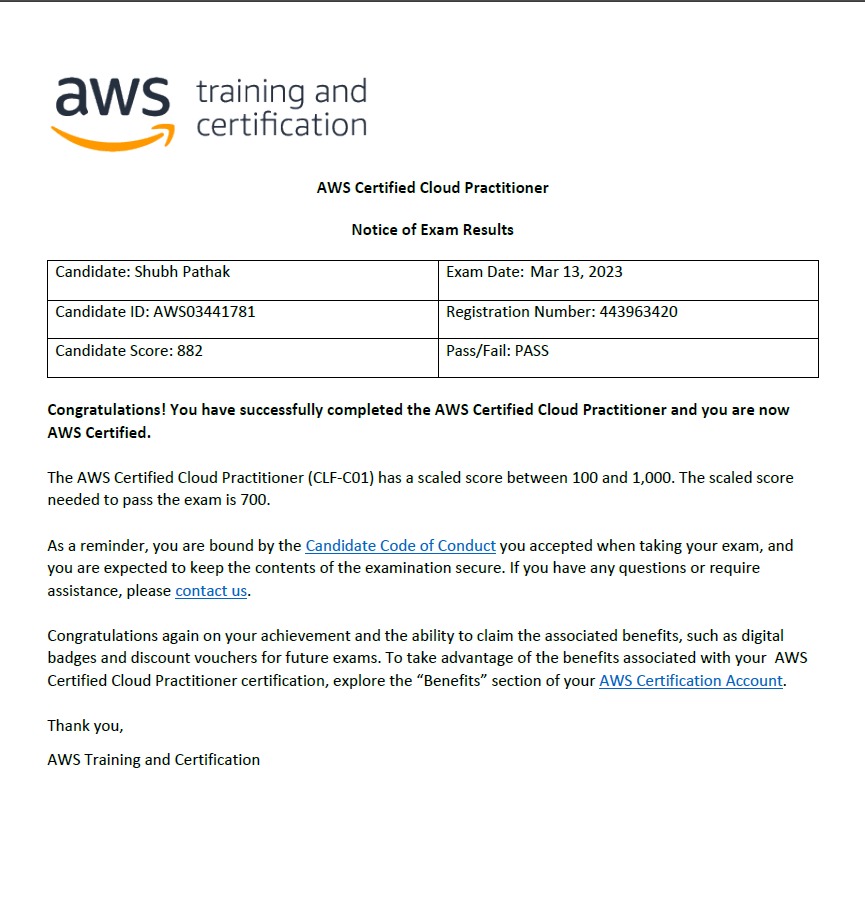 aws training and
certification
AWS Certified Cloud Practitioner
Notice of Exam Results
Candidate: Shubh Pathak
Exam Date: Mar 13, 2023
Candidate ID: AWS03441781
Registration Number: 443963420
Candidate Score: 882
Pass/Fail: PASS
Congratulations! You have successfully completed the AWS Certified Cloud Practitioner and you are now
AWS Certified.
The AWS Certified Cloud Practitioner (CLF-C01) has a scaled score between 100 and 1,000. The scaled score
needed to pass the exam is 700.
As a reminder, you are bound by the Candidate Code of Conduct you accepted when taking your exam, and
you are expected to keep the contents of the examination secure. If you have any questions or require
assistance, please contact us.
Congratulations again on your achievement and the ability to claim the associated benefits, such as digital
badges and discount vouchers for future exams. To take advantage of the benefits associated with your  AWS
Certified Cloud Practitioner certification, explore the “Benefits” section of your AWS Certification Account.
Thank you,
AWS Training and Certification